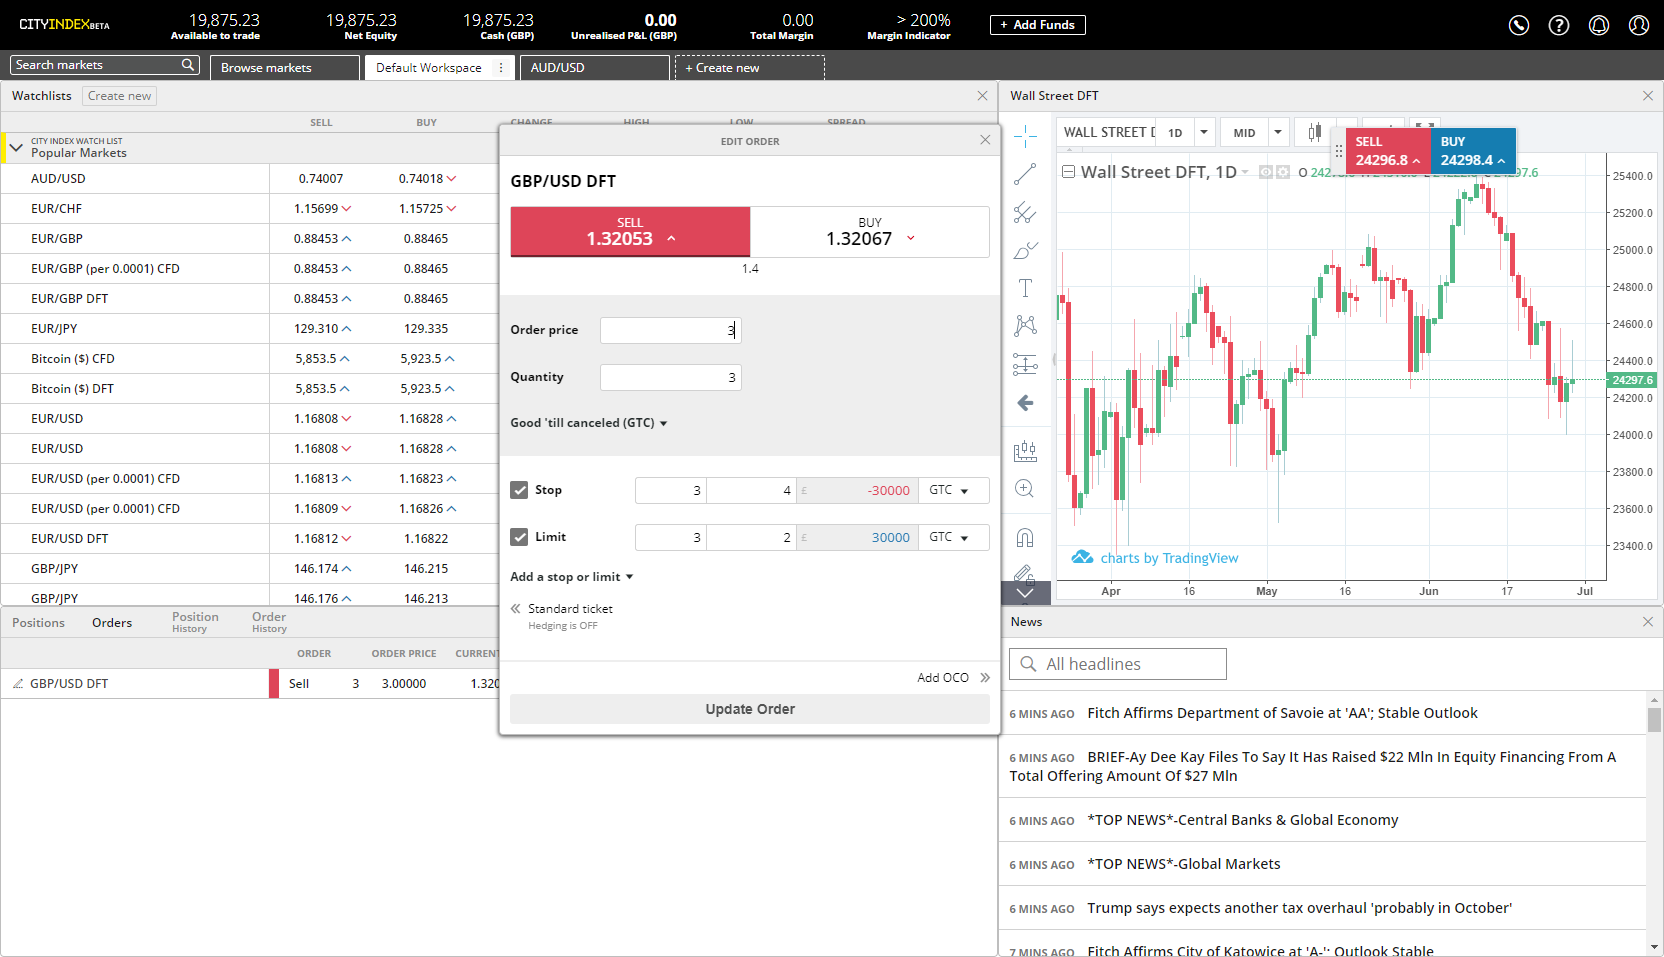 CITYINDEX BETA
19,875.23
Available to trade
19,875.23
Net Equity
19,875.23
Cash (GBP)
0.00
Unrealised P&L (GBP)
0.00
Total Margin
> 200%
Margin Indicator
+ Add Funds
Search markets
Browse markets
Default Workspace
AUD/USD
+ Create new
Watchlists Create new
SELL BUY CHANGE HIGH LOW SPREAD
CITY INDEX WATCH LIST
Popular Markets
AUD/USD 0.74007 0.74018
EUR/CHF 1.15699 1.15725
EUR/GBP 0.88453 0.88465
EUR/GBP (per 0.0001) CFD 0.88453 0.88465
EUR/GBP DFT 0.88453 0.88465
EUR/JPY 129.310 129.335
Bitcoin ($) CFD 5,853.5 5,923.5
Bitcoin ($) DFT 5,853.5 5,923.5
EUR/USD 1.16808 1.16828
EUR/USD 1.16808 1.16828
EUR/USD (per 0.0001) CFD 1.16813 1.16823
EUR/USD (per 0.0001) CFD 1.16809 1.16826
EUR/USD DFT 1.16812 1.16822
GBP/JPY 146.174 146.215
GBP/JPY 146.176 146.213
Positions Orders Position History Order History
ORDER ORDER PRICE CURRENT
GBP/USD DFT Sell 3 3.00000 1.320
EDIT ORDER
GBP/USD DFT
SELL
1.32053
BUY
1.32067
1.4
Order price 3
Quantity 3
Good 'till canceled (GTC)
Stop 3 4 £ -30000 GTC
Limit 3 2 £ 30000 GTC
Add a stop or limit
Standard ticket
Hedging is OFF
Add OCO
Update Order
Wall Street DFT
WALL STREET D 1D MID
SELL
24296.8
BUY
24298.4
Wall Street DFT, 1D O
25400.0
25200.0
25000.0
24800.0
24600.0
24400.0
24297.6
24200.0
24000.0
23800.0
23600.0
23400.0
charts by TradingView
Apr 16 May 16 Jun 17 Jul
News
All headlines
6 MINS AGO Fitch Affirms Department of Savoie at 'AA'; Stable Outlook
6 MINS AGO BRIEF-Ay Dee Kay Files To Say It Has Raised $22 Mln In Equity Financing From A
Total Offering Amount Of $27 Mln
6 MINS AGO *TOP NEWS*-Central Banks & Global Economy
6 MINS AGO *TOP NEWS*-Global Markets
6 MINS AGO Trump says expects another tax overhaul 'probably in October'
7 MINS AGO Fitch Affirms City of Katowice at 'A-'; Outlook Stable